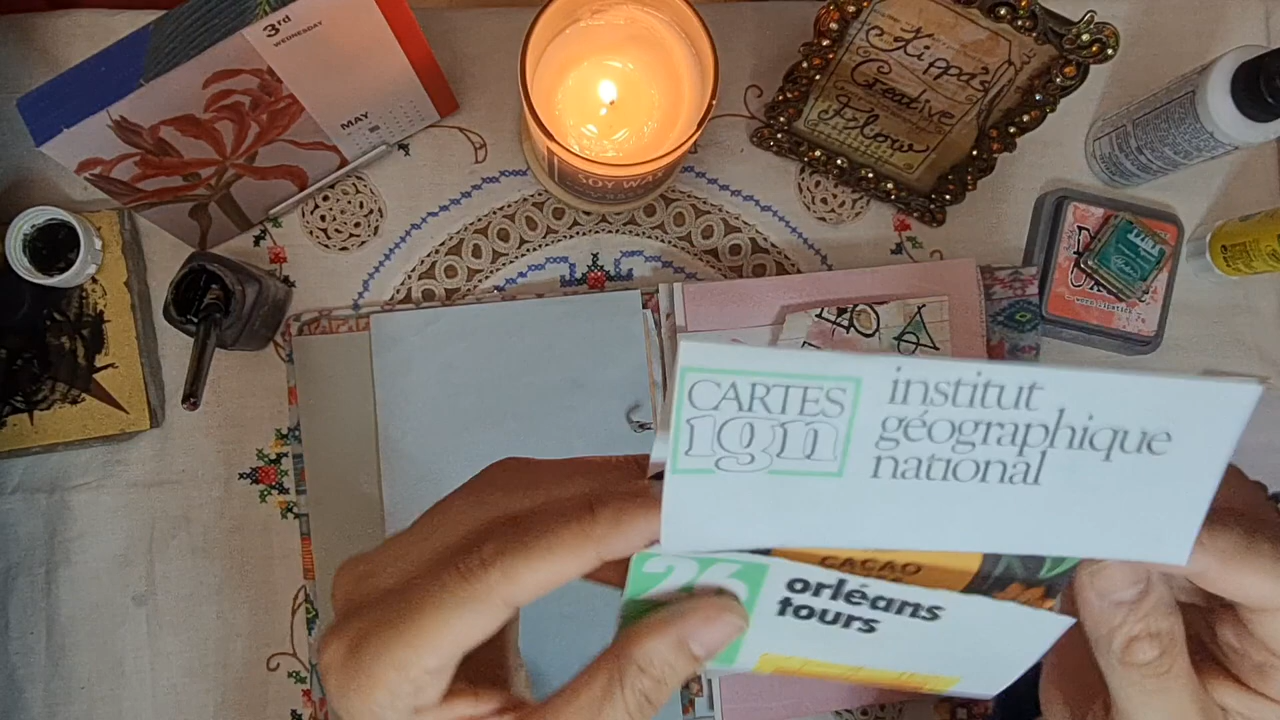 3rd
WEDNESDAY
MAY
SOY WAX
Kippa's
Creative
Flow
CARTES
ign
institut
géographique
national
CACAO
26
orléans
tours